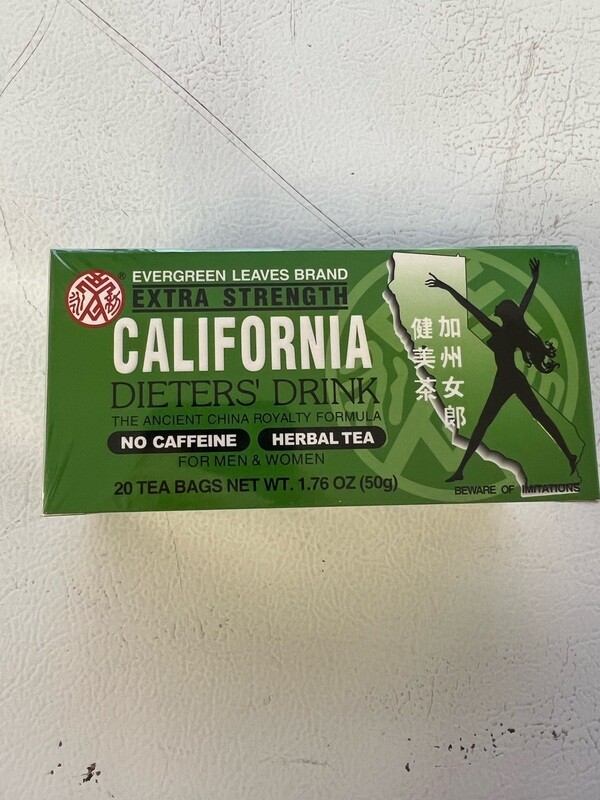 ® EVERGREEN LEAVES BRAND
EXTRA STRENGTH
CALIFORNIA
DIETERS' DRINK
THE ANCIENT CHINA ROYALTY FORMULA
NO CAFFEINE HERBAL TEA
FOR MEN & WOMEN
20 TEA BAGS NET WT. 1.76 OZ (50g)
加州女郎
健美茶
BEWARE OF IMITATIONS